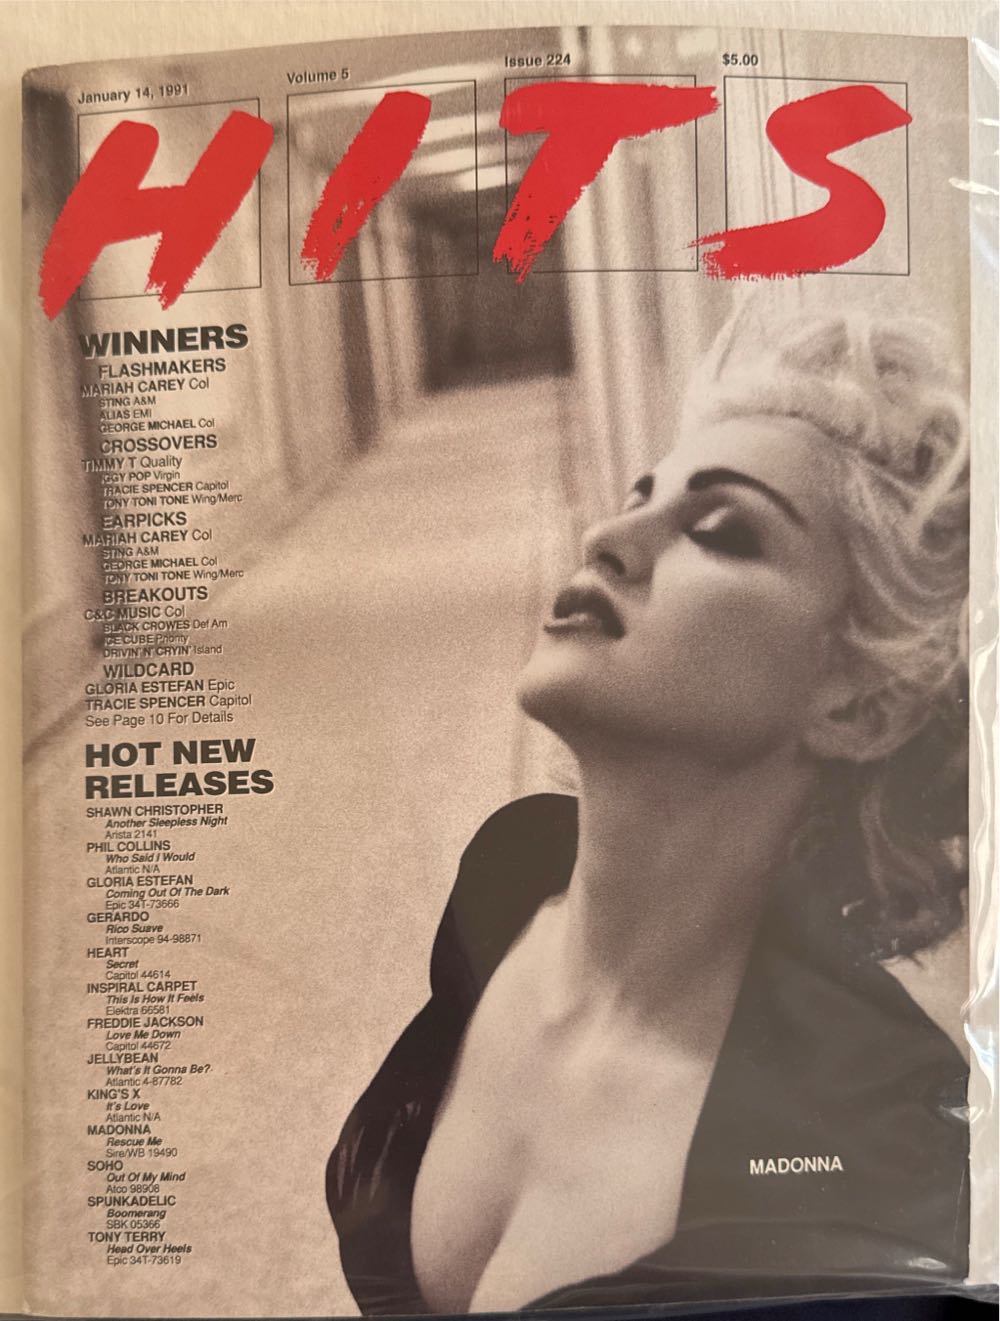 January 14, 1991
Volume 5
Issue 224
$5.00
HITS
WINNERS
FLASHMAKERS
MARIAH CAREY Col
STING A&M
ALIAS EMI
GEORGE MICHAEL Col
CROSSOVERS
TIMMY T Quality
IGGY POP Virgin
TRACIE SPENCER Capitol
TONY TONI TONE Wing/Merc
EARPICKS
MARIAH CAREY Col
STING A&M
GEORGE MICHAEL Col
TONY TONI TONE Wing/Merc
BREAKOUTS
C&C MUSIC Col
BLACK CROWES Def Am
ICE CUBE Priority
DRIVIN' N' CRYIN' Island
WILDCARD
GLORIA ESTEFAN Epic
TRACIE SPENCER Capitol
See Page 10 For Details
HOT NEW
RELEASES
SHAWN CHRISTOPHER
Another Sleepless Night
Arista 2141
PHIL COLLINS
Who Said I Would
Atlantic N/A
GLORIA ESTEFAN
Coming Out Of The Dark
Epic 34T-73666
GERARDO
Rico Suave
Interscope 94-98871
HEART
Secret
Capitol 44614
INSPIRAL CARPET
This Is How It Feels
Elektra 66581
FREDDIE JACKSON
Love Me Down
Capitol 44672
JELLYBEAN
What's It Gonna Be?
Atlantic 4-87782
KING'S X
It's Love
Atlantic N/A
MADONNA
Rescue Me
Sire/WB 19490
SOHO
Out Of My Mind
Atco 98908
SPUNKADELIC
Boomerang
SBK 05366
TONY TERRY
Head Over Heels
Epic 34T-73619
MADONNA